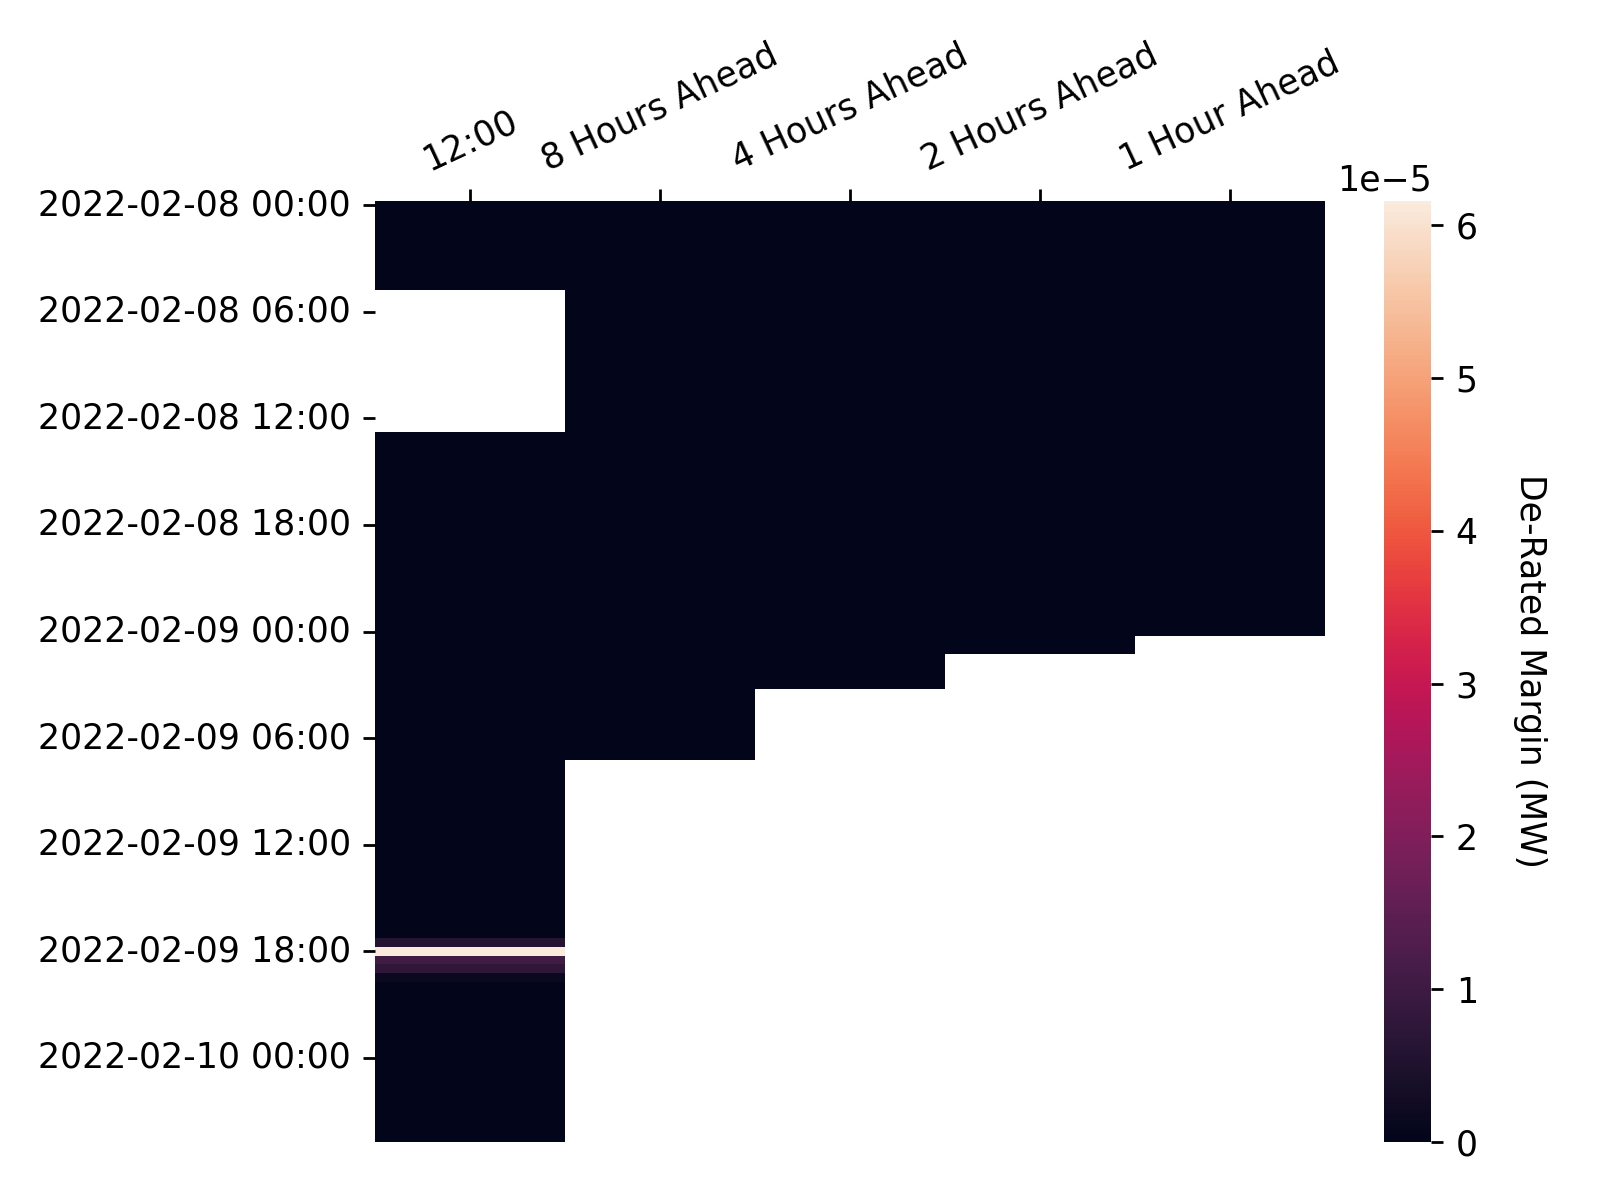 12:00
8 Hours Ahead
4 Hours Ahead
2 Hours Ahead
1 Hour Ahead
1e−5
2022-02-08 00:00
2022-02-08 06:00
2022-02-08 12:00
2022-02-08 18:00
2022-02-09 00:00
2022-02-09 06:00
2022-02-09 12:00
2022-02-09 18:00
2022-02-10 00:00
6
5
4
3
2
1
0
De-Rated Margin (MW)